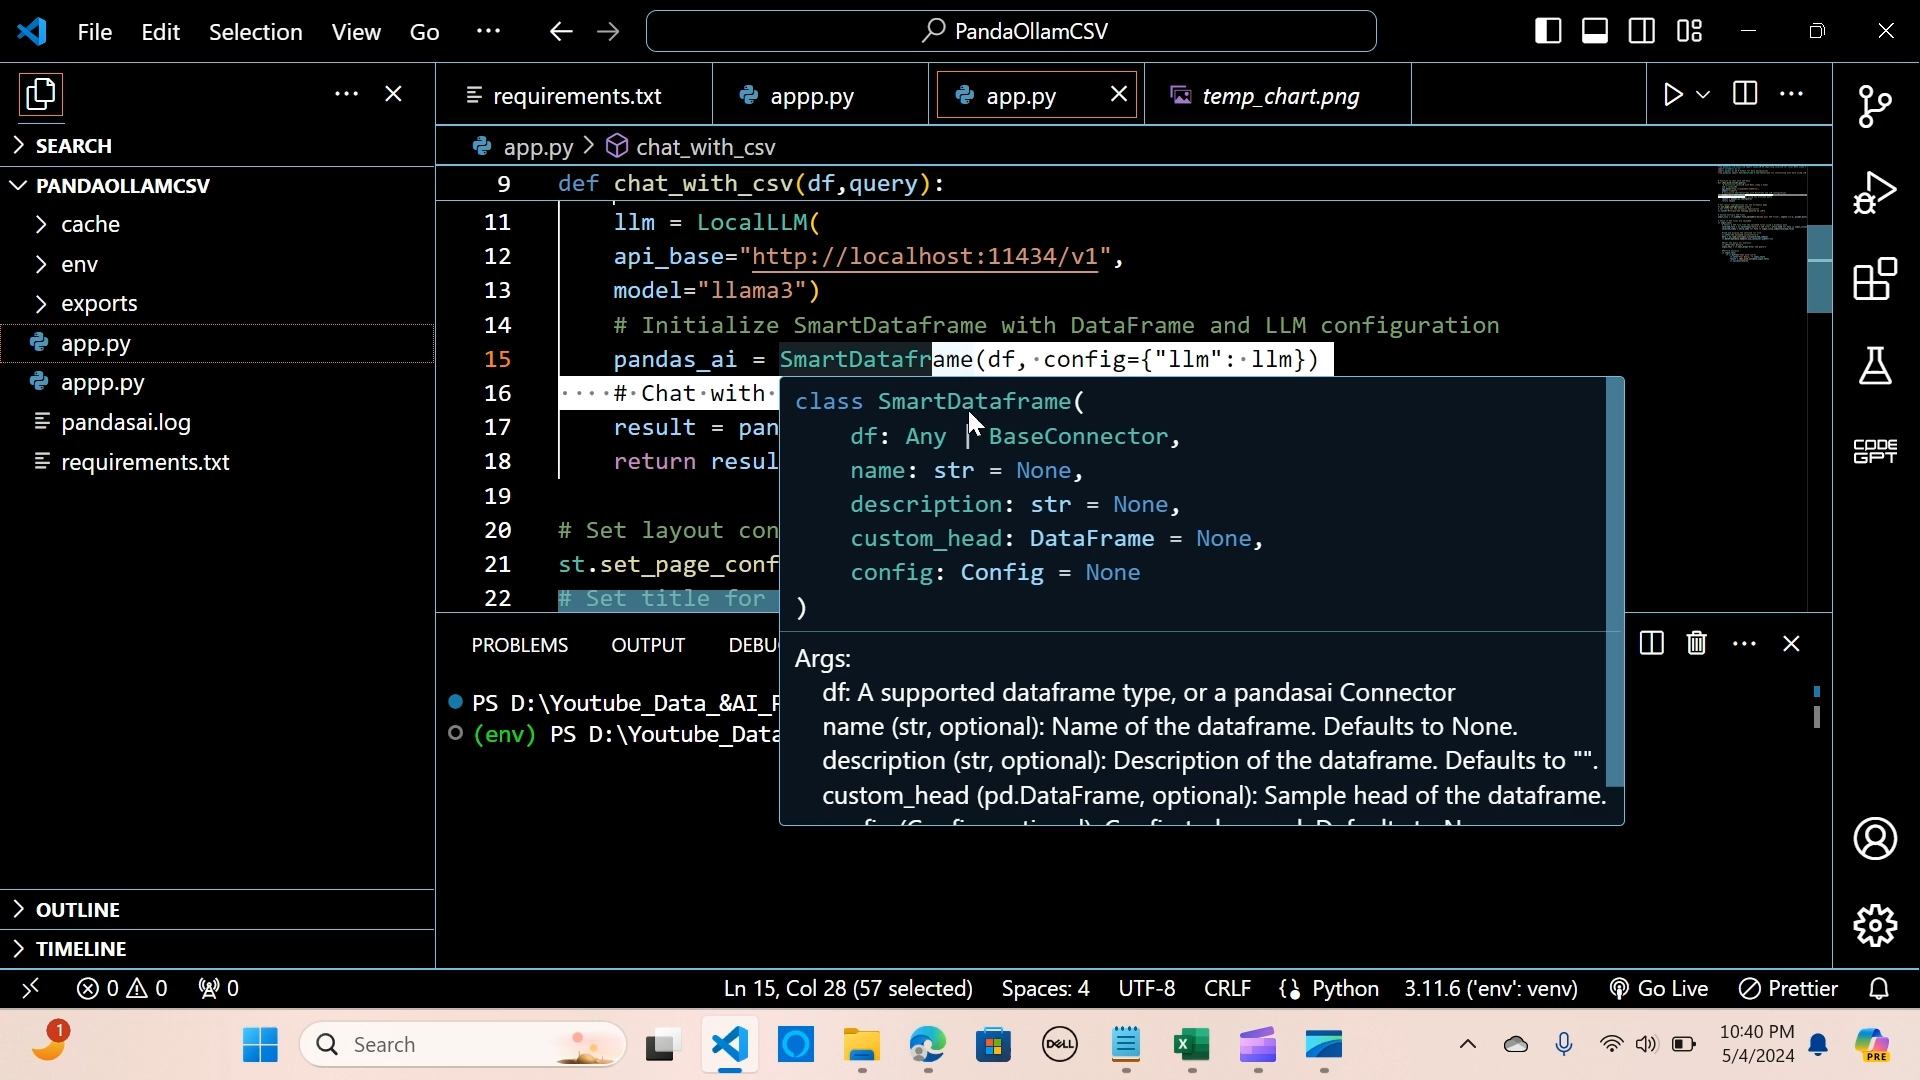 File Edit Selection View Go ··· PandaOllamCSV
SEARCH
PANDAOLLAMCSV
cache
env
exports
app.py
appp.py
pandasai.log
requirements.txt
OUTLINE
TIMELINE
requirements.txt appp.py app.py temp_chart.png
app.py > chat_with_csv
9 def chat_with_csv(df,query):
11 llm = LocalLLM(
12 api_base="http://localhost:11434/v1",
13 model="llama3")
14 # Initialize SmartDataframe with DataFrame and LLM configuration
15 pandas_ai = SmartDataframe(df, config={"llm": llm})
16 # Chat with
17 result = pan
18 return resul
19
20 # Set layout con
21 st.set_page_conf
22 # Set title for
class SmartDataframe(
df: Any | BaseConnector,
name: str = None,
description: str = None,
custom_head: DataFrame = None,
config: Config = None
)
Args:
df: A supported dataframe type, or a pandasai Connector
name (str, optional): Name of the dataframe. Defaults to None.
description (str, optional): Description of the dataframe. Defaults to "".
custom_head (pd.DataFrame, optional): Sample head of the dataframe.
PROBLEMS OUTPUT DEBU
PS D:\Youtube_Data_&AI_P
(env) PS D:\Youtube_Data
CODE
GPT
0 0 0 Ln 15, Col 28 (57 selected) Spaces: 4 UTF-8 CRLF Python 3.11.6 ('env': venv) Go Live Prettier
1 Search DELL 10:40 PM
5/4/2024
PRE